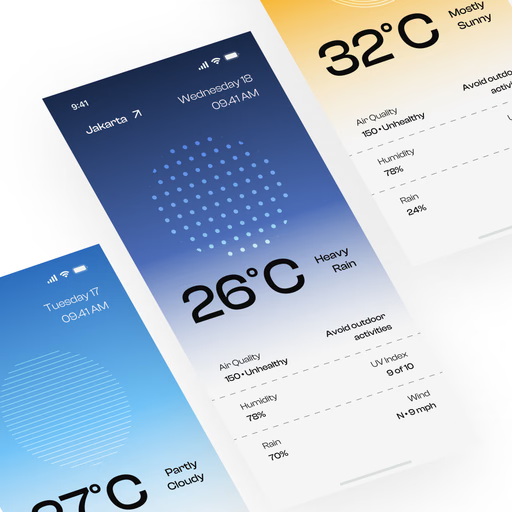 9:41
Jakarta
Wednesday 18
09.41 AM
26°C
Heavy
Rain
Air Quality
150 • Unhealthy
Avoid outdoor
activities
Humidity
78%
UV Index
9 of 10
Rain
70%
Wind
N • 9 mph
Tuesday 17
09.41 AM
Partly
Cloudy
32°C
Mostly
Sunny
Air Quality
150 • Unhealthy
Avoid
Humidity
78%
Rain
24%